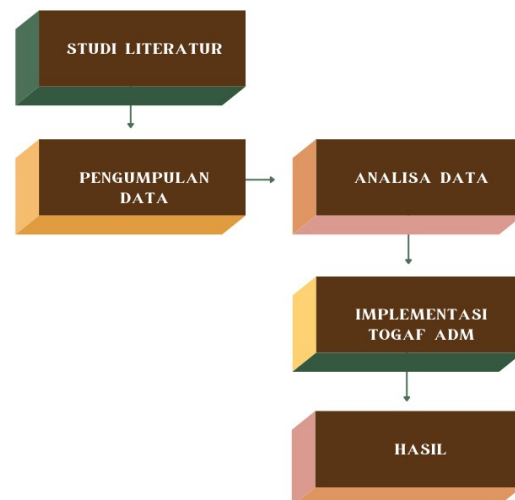 STUDI LITERATUR
PENGUMPULAN
DATA
ANALISA DATA
IMPLEMENTASI
TOGAF ADM
HASIL